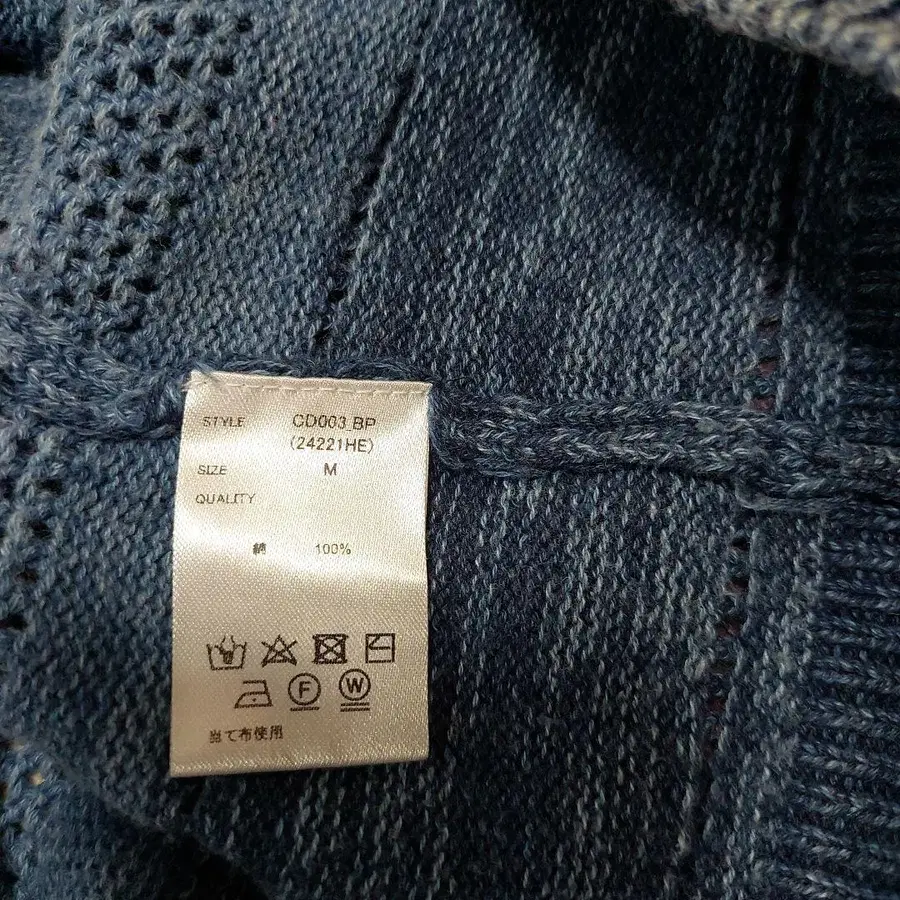 STYLE CD003 BP
(24221HE)
SIZE M
QUALITY
綿 100%
F W
当て布使用